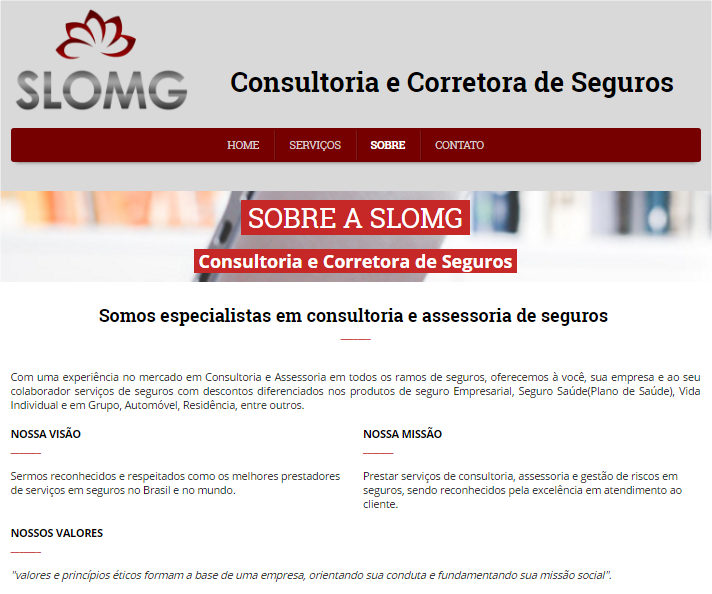 SLOMG
Consultoria e Corretora de Seguros
HOME SERVIÇOS SOBRE CONTATO
SOBRE A SLOMG
Consultoria e Corretora de Seguros
Somos especialistas em consultoria e assessoria de seguros
Com uma experiência no mercado em Consultoria e Assessoria em todos os ramos de seguros, oferecemos à você, sua empresa e ao seu
colaborador serviços de seguros com descontos diferenciados nos produtos de seguro Empresarial, Seguro Saúde(Plano de Saúde), Vida
Individual e em Grupo, Automóvel, Residência, entre outros.
NOSSA VISÃO
Sermos reconhecidos e respeitados como os melhores prestadores
de serviços em seguros no Brasil e no mundo.
NOSSA MISSÃO
Prestar serviços de consultoria, assessoria e gestão de riscos em
seguros, sendo reconhecidos pela excelência em atendimento ao
cliente.
NOSSOS VALORES
"valores e princípios éticos formam a base de uma empresa, orientando sua conduta e fundamentando sua missão social".